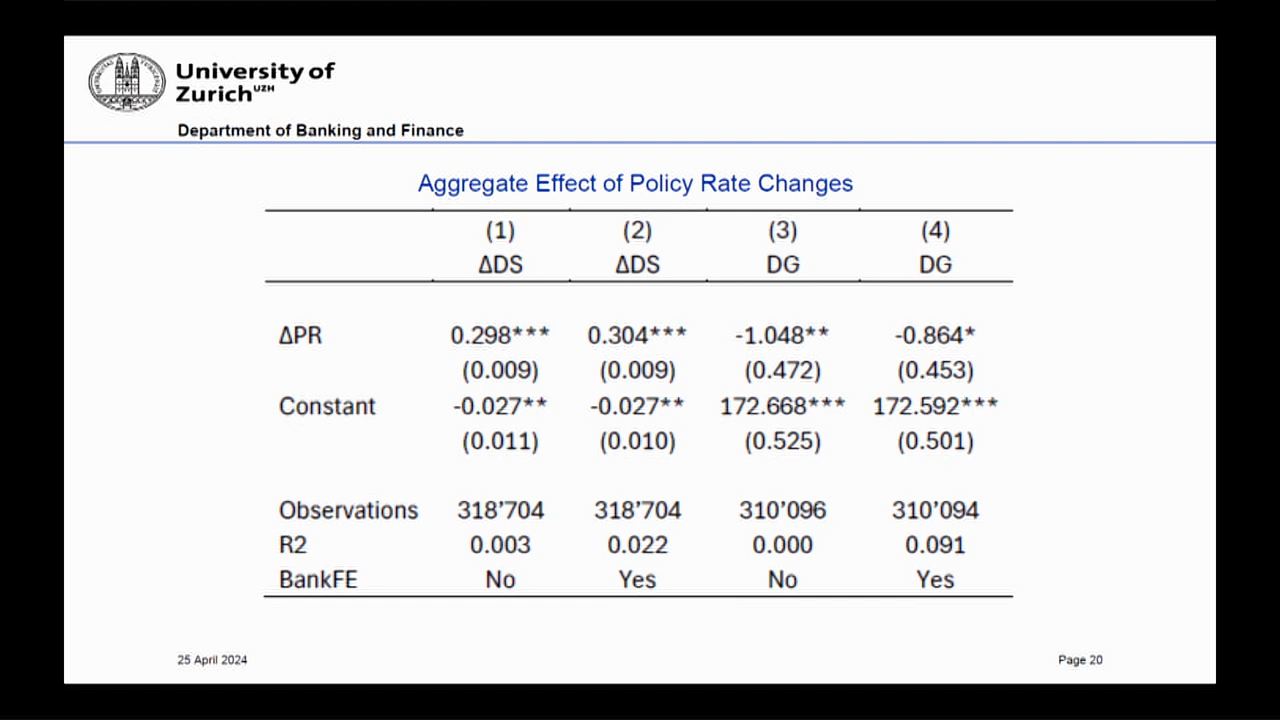 University of
Zurich UZH
Department of Banking and Finance
Aggregate Effect of Policy Rate Changes
(1) (2) (3) (4)
ΔDS ΔDS DG DG
ΔPR 0.298*** 0.304*** -1.048** -0.864*
(0.009) (0.009) (0.472) (0.453)
Constant -0.027** -0.027** 172.668*** 172.592***
(0.011) (0.010) (0.525) (0.501)
Observations 318’704 318’704 310’096 310’094
R2 0.003 0.022 0.000 0.091
BankFE No Yes No Yes
25 April 2024 Page 20